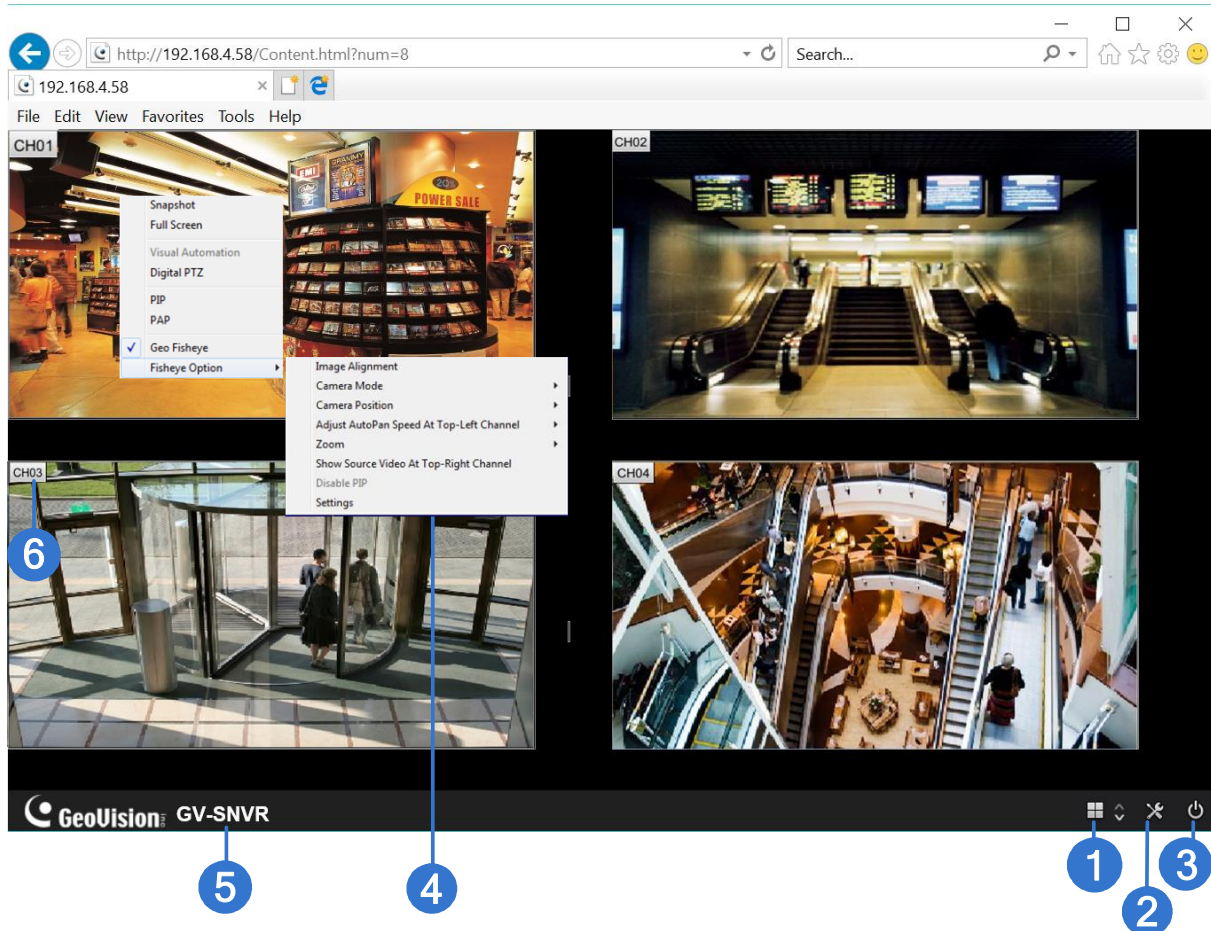 http://192.168.4.58/Content.html?num=8
Search...
192.168.4.58
File Edit View Favorites Tools Help
CH01
CH02
EMI
GRAMMY
20%
POWER SALE
Snapshot
Full Screen
Visual Automation
Digital PTZ
PIP
PAP
Geo Fisheye
Fisheye Option
Image Alignment
Camera Mode
Camera Position
Adjust AutoPan Speed At Top-Left Channel
Zoom
Show Source Video At Top-Right Channel
Disable PIP
Settings
CH03
CH04
6
GeoVision GV-SNVR
1
2
3
4
5